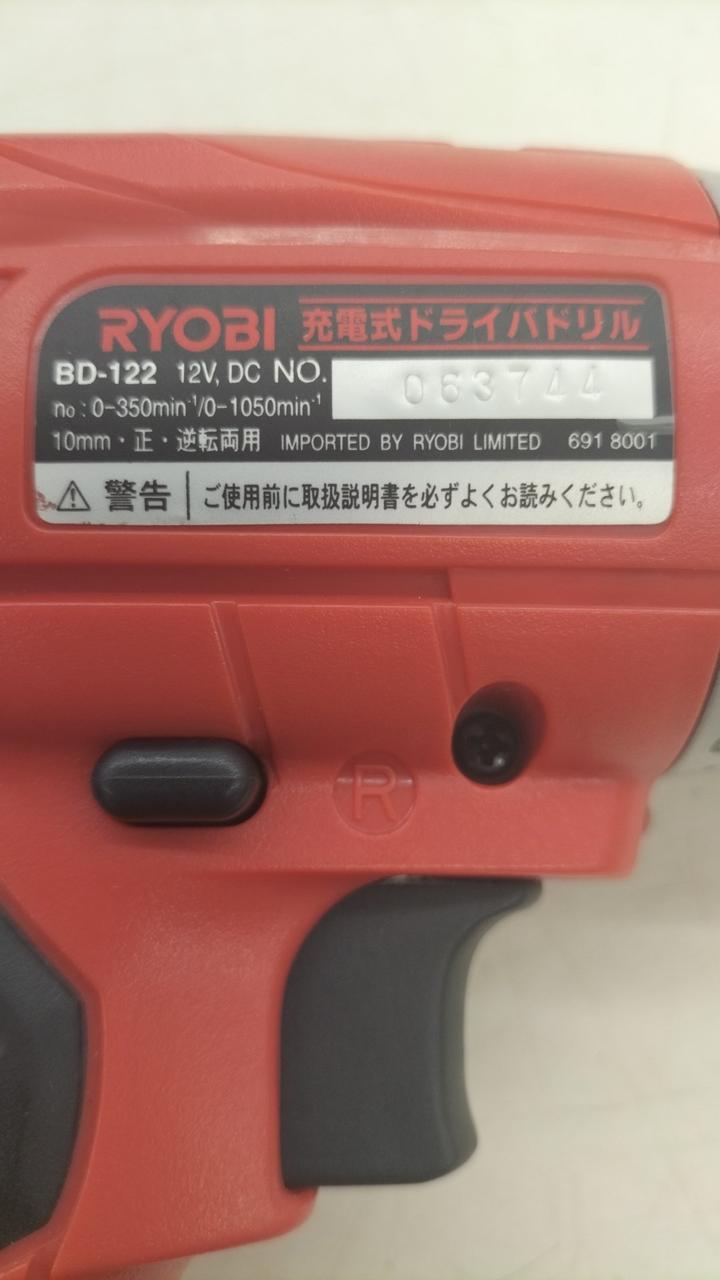 RYOBI 充電式ドライバドリル
BD-122 12V, DC NO. 063744
no : 0-350min⁻¹/0-1050min⁻¹
10mm・正・逆転両用 IMPORTED BY RYOBI LIMITED 691 8001
⚠ 警告 ご使用前に取扱説明書を必ずよくお読みください。
R